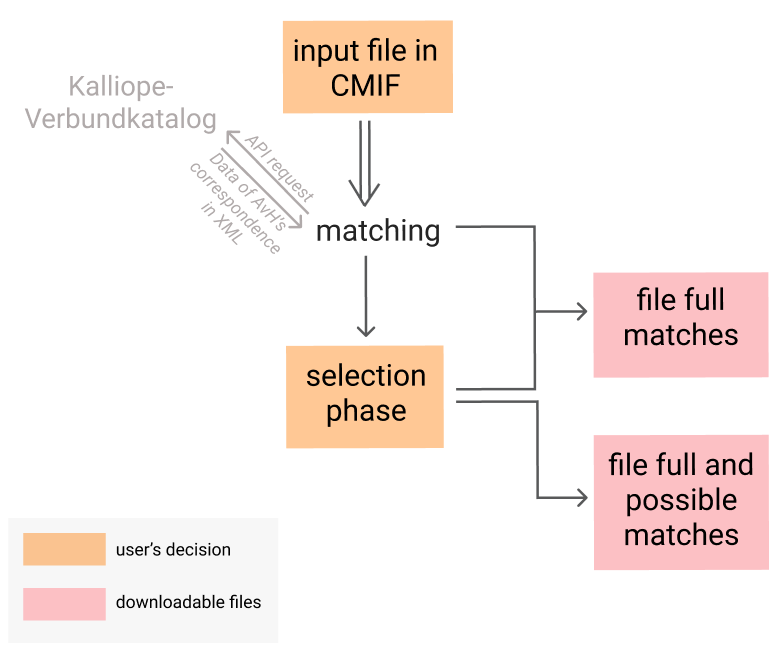 input file in
CMIF
Kalliope-
Verbundkatalog
API request
Data of AvH's
correspondence
in XML
matching
file full
matches
selection
phase
file full and
possible
matches
user's decision
downloadable files